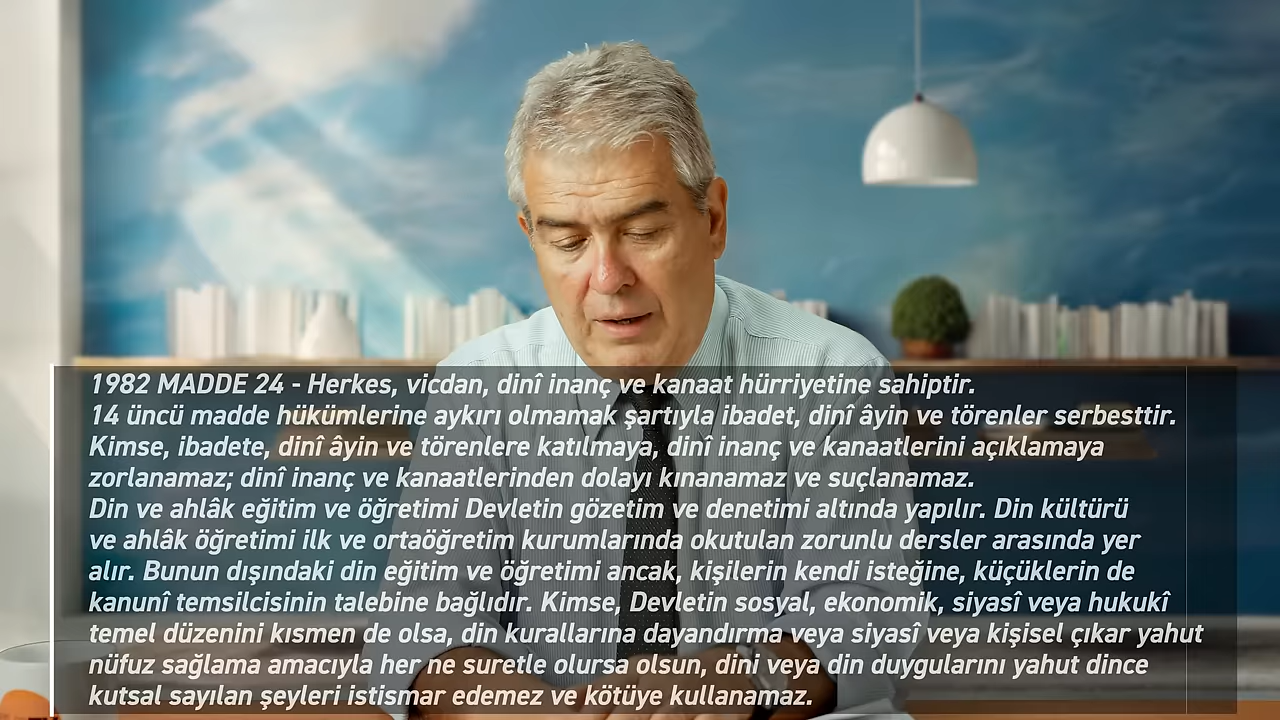 1982 MADDE 24 - Herkes, vicdan, dinî inanç ve kanaat hürriyetine sahiptir.
14 üncü madde hükümlerine aykırı olmamak şartıyla ibadet, dinî âyin ve törenler serbesttir.
Kimse, ibadete, dinî âyin ve törenlere katılmaya, dinî inanç ve kanaatlerini açıklamaya
zorlanamaz; dinî inanç ve kanaatlerinden dolayı kınanamaz ve suçlanamaz.
Din ve ahlâk eğitim ve öğretimi Devletin gözetim ve denetimi altında yapılır. Din kültürü
ve ahlâk öğretimi ilk ve ortaöğretim kurumlarında okutulan zorunlu dersler arasında yer
alır. Bunun dışındaki din eğitim ve öğretimi ancak, kişilerin kendi isteğine, küçüklerin de
kanunî temsilcisinin talebine bağlıdır. Kimse, Devletin sosyal, ekonomik, siyasî veya hukukî
temel düzenini kısmen de olsa, din kurallarına dayandırma veya siyasî veya kişisel çıkar yahut
nüfuz sağlama amacıyla her ne suretle olursa olsun, dini veya din duygularını yahut dince
kutsal sayılan şeyleri istismar edemez ve kötüye kullanamaz.